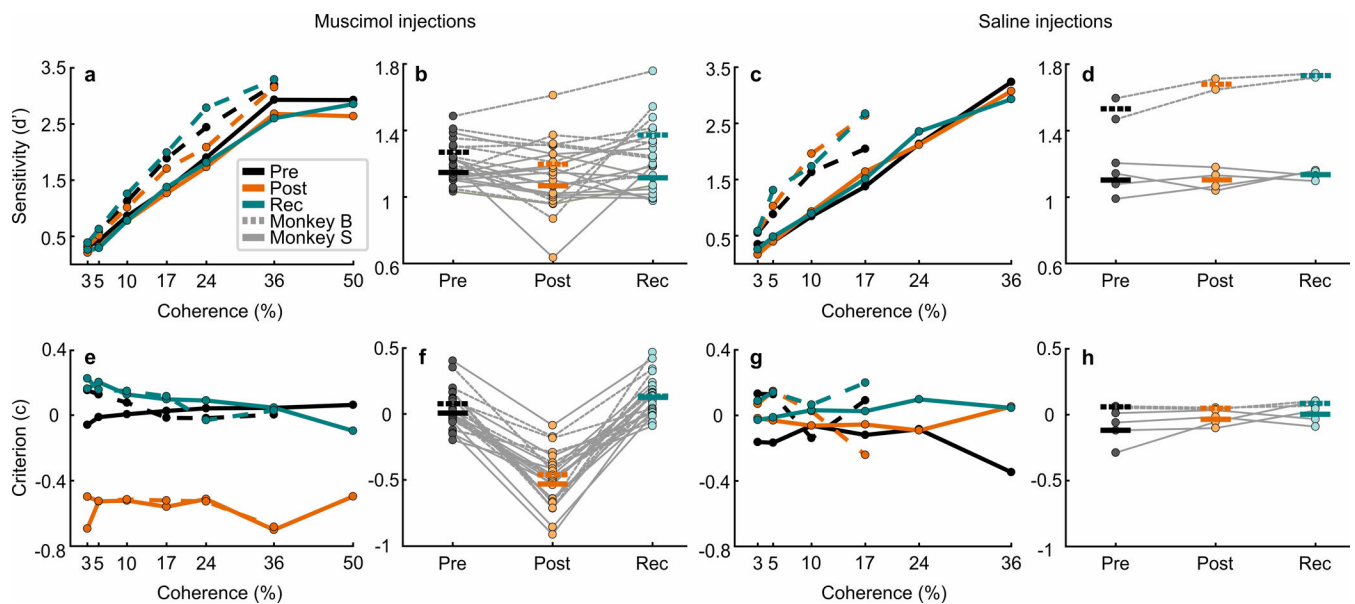 Muscimol injections
Saline injections
a
b
c
d
Sensitivity (d')
3.5
2.5
1.5
0.5
Pre
Post
Rec
Monkey B
Monkey S
3 5 10 17 24 36 50
Coherence (%)
1.8
1.4
1
0.6
Pre Post Rec
3.5
2.5
1.5
0.5
3 5 10 17 24 36
Coherence (%)
1.8
1.4
1
0.6
Pre Post Rec
e
f
g
h
Criterion (c)
0.4
0
-0.4
-0.8
3 5 10 17 24 36 50
Coherence (%)
0.5
0
-0.5
-1
Pre Post Rec
0.4
0
-0.4
-0.8
3 5 10 17 24 36
Coherence (%)
0.5
0
-0.5
-1
Pre Post Rec